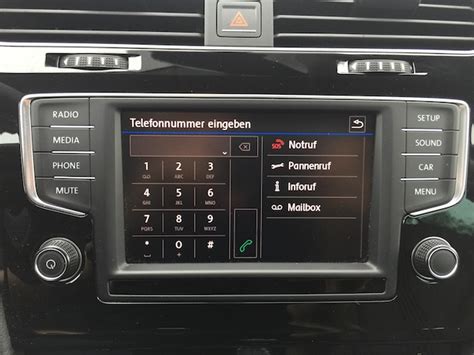 RADIO
MEDIA
PHONE
MUTE
Telefonnummer eingeben
1 2 3
ABC DEF
4 5 6
GHI JKL MNO
7 8 9
PQRS TUV WXYZ
* 0 #
+
SOS Notruf
Pannenruf
i Inforuf
Mailbox
SETUP
SOUND
CAR
MENU